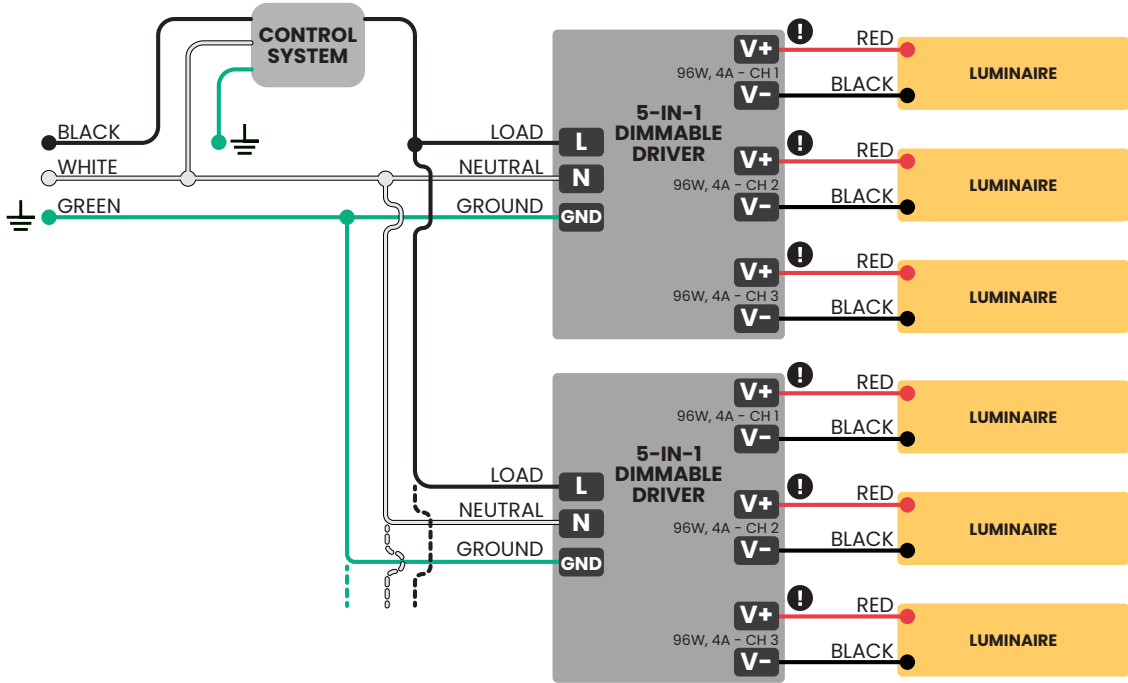 CONTROL
SYSTEM
BLACK
WHITE
GREEN
LOAD
NEUTRAL
GROUND
L
N
GND
5-IN-1
DIMMABLE
DRIVER
V+
96W, 4A - CH 1
V-
V+
96W, 4A - CH 2
V-
V+
96W, 4A - CH 3
V-
!
RED
BLACK
LUMINAIRE
!
RED
BLACK
LUMINAIRE
!
RED
BLACK
LUMINAIRE
LOAD
NEUTRAL
GROUND
L
N
GND
5-IN-1
DIMMABLE
DRIVER
V+
96W, 4A - CH 1
V-
V+
96W, 4A - CH 2
V-
V+
96W, 4A - CH 3
V-
!
RED
BLACK
LUMINAIRE
!
RED
BLACK
LUMINAIRE
!
RED
BLACK
LUMINAIRE